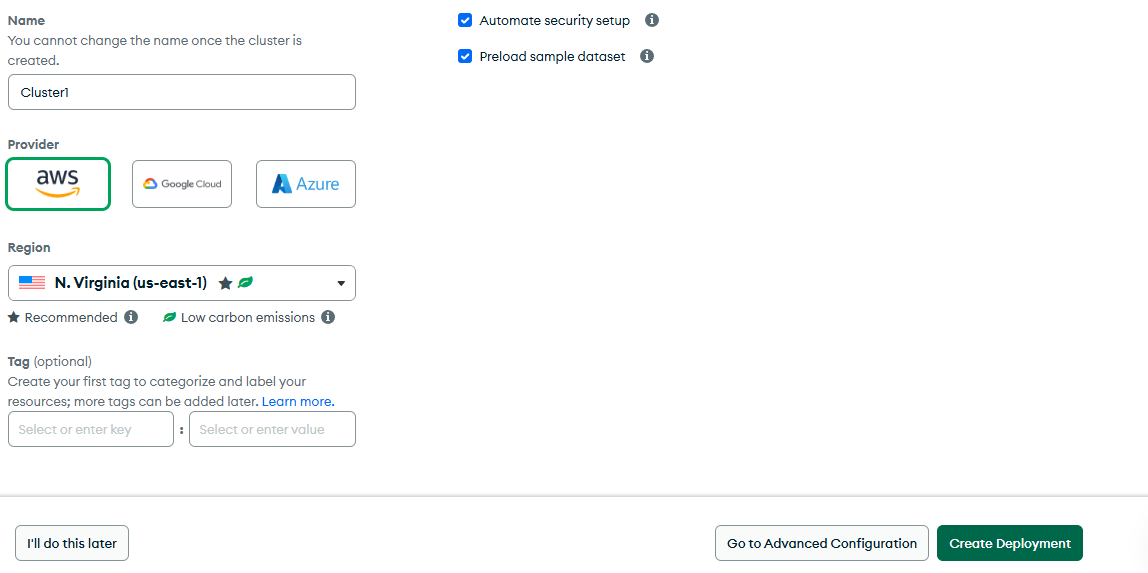 Name
You cannot change the name once the cluster is
created.
Cluster1
Automate security setup
Preload sample dataset
Provider
aws
Google Cloud
Azure
Region
N. Virginia (us-east-1)
Recommended
Low carbon emissions
Tag (optional)
Create your first tag to categorize and label your
resources; more tags can be added later. Learn more.
Select or enter key : Select or enter value
I'll do this later
Go to Advanced Configuration
Create Deployment